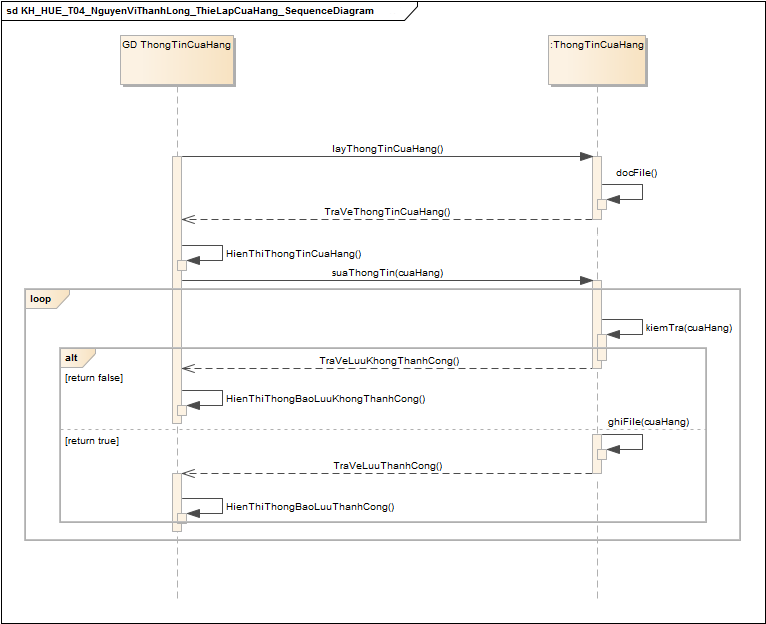 sd KH_HUE_T04_NguyenViThanhLong_ThieLapCuaHang_SequenceDiagram
GD ThongTinCuaHang
:ThongTinCuaHang
layThongTinCuaHang()
docFile()
TraVeThongTinCuaHang()
HienThiThongTinCuaHang()
suaThongTin(cuaHang)
loop
kiemTra(cuaHang)
alt
TraVeLuuKhongThanhCong()
[return false]
HienThiThongBaoLuuKhongThanhCong()
ghiFile(cuaHang)
[return true]
TraVeLuuThanhCong()
HienThiThongBaoLuuThanhCong()